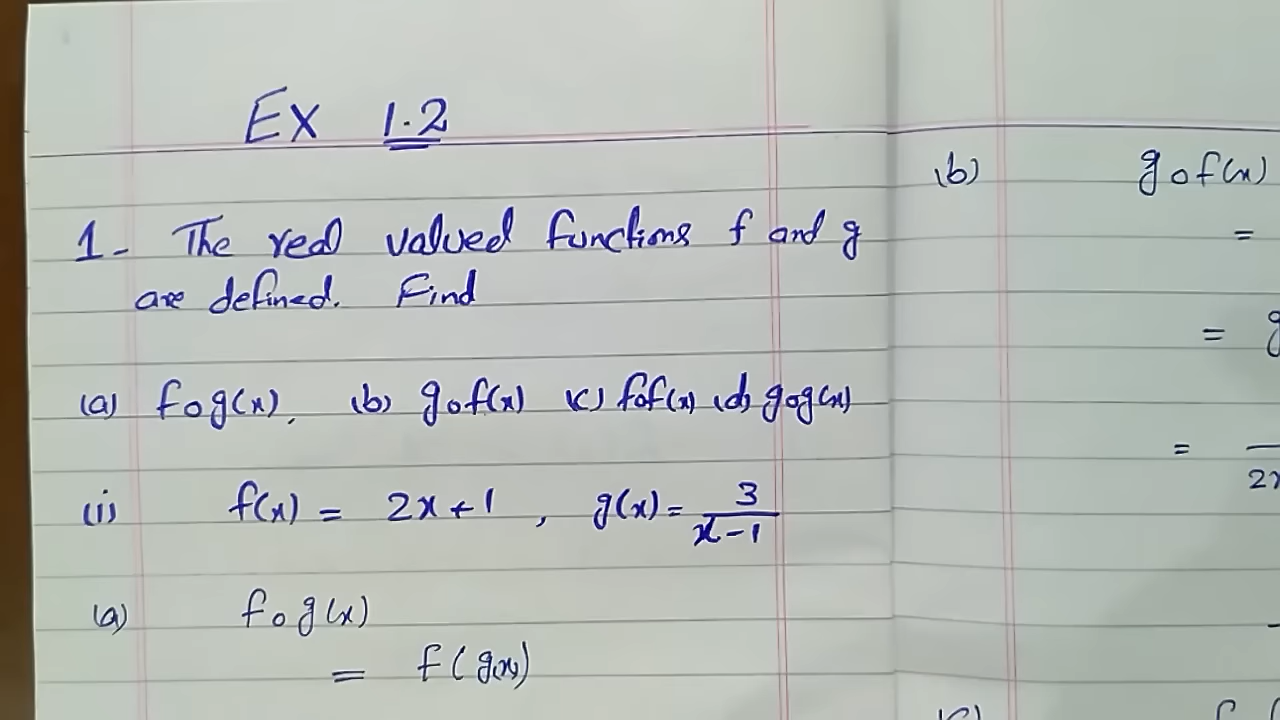 EX 1.2
1- The real valued functions f and g
are defined. Find
(a) fog(x), (b) gof(x) (c) fof(x) (d) gog(x)
(i) f(x) = 2x+1, g(x) = 3/(x-1)
(a) fog(x)
= f(g(x))
(b) gof(x)
=
= g
=
2x